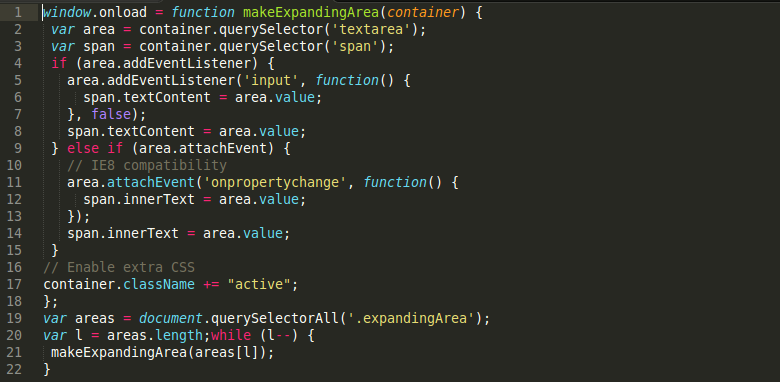 1 window.onload = function makeExpandingArea(container) {
2 var area = container.querySelector('textarea');
3 var span = container.querySelector('span');
4 if (area.addEventListener) {
5 area.addEventListener('input', function() {
6 span.textContent = area.value;
7 }, false);
8 span.textContent = area.value;
9 } else if (area.attachEvent) {
10 // IE8 compatibility
11 area.attachEvent('onpropertychange', function() {
12 span.innerText = area.value;
13 });
14 span.innerText = area.value;
15 }
16 // Enable extra CSS
17 container.className += "active";
18 };
19 var areas = document.querySelectorAll('.expandingArea');
20 var l = areas.length;while (l--) {
21 makeExpandingArea(areas[l]);
22 }